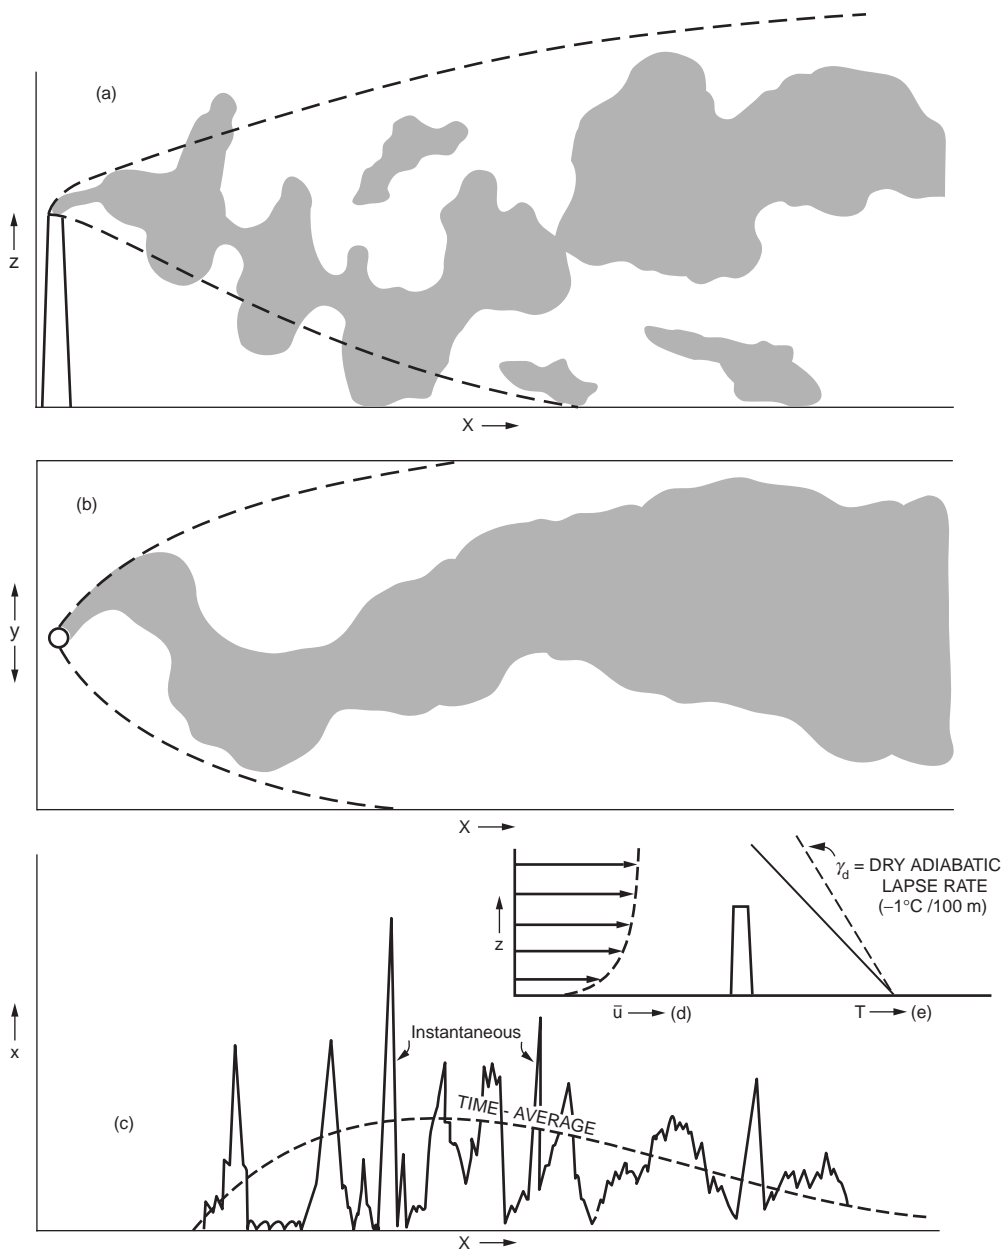 (a)
z
X
(b)
y
X
γd = DRY ADIABATIC
LAPSE RATE
(–1°C /100 m)
z
ū (d)
T (e)
x
Instantaneous
TIME - AVERAGE
(c)
X